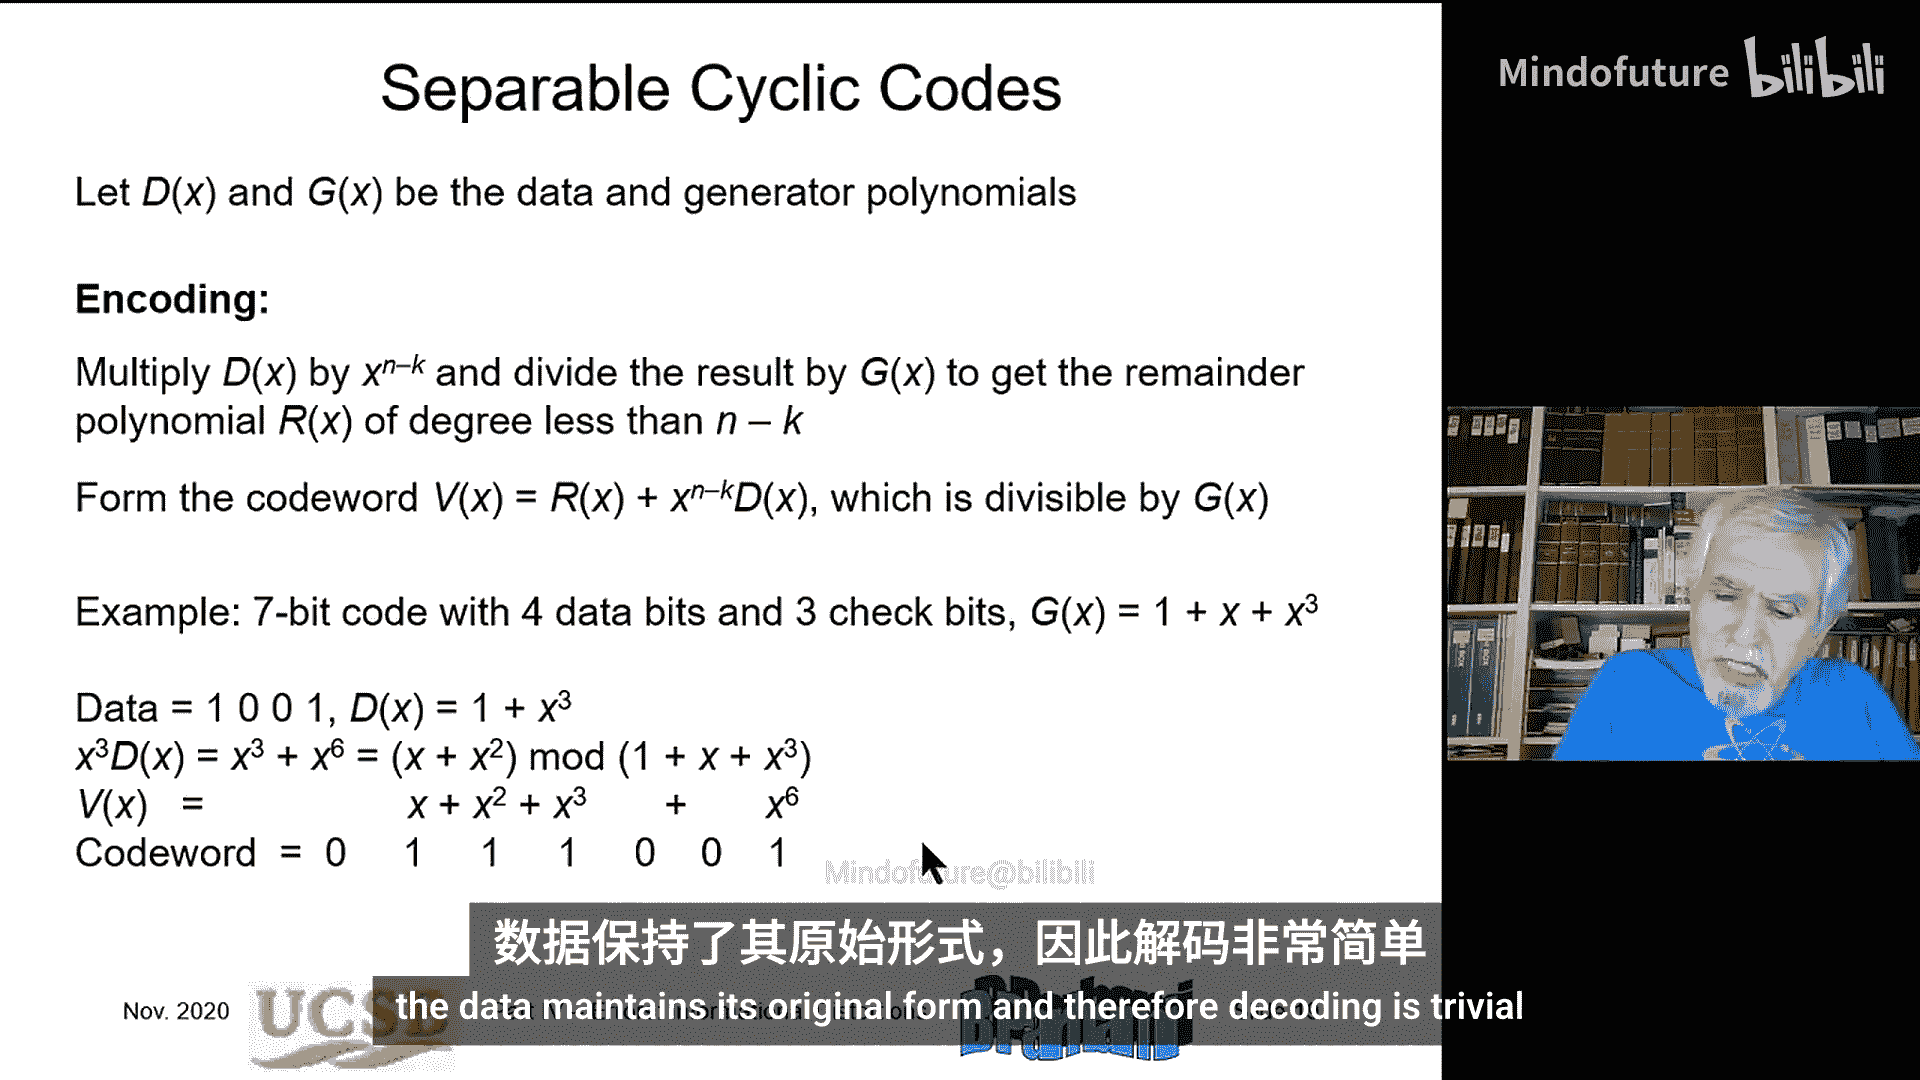 Separable Cyclic Codes
Mindofuture bilibili
Let D(x) and G(x) be the data and generator polynomials
Encoding:
Multiply D(x) by xⁿ⁻ᵏ and divide the result by G(x) to get the remainder
polynomial R(x) of degree less than n – k
Form the codeword V(x) = R(x) + xⁿ⁻ᵏD(x), which is divisible by G(x)
Example: 7-bit code with 4 data bits and 3 check bits, G(x) = 1 + x + x³
Data = 1 0 0 1, D(x) = 1 + x³
x³D(x) = x³ + x⁶ = (x + x²) mod (1 + x + x³)
V(x) = x + x² + x³ + x⁶
Codeword = 0 1 1 1 0 0 1
Mindofuture@bilibili
数据保持了其原始形式，因此解码非常简单
the data maintains its original form and therefore decoding is trivial
Nov. 2020
UCSB
B. Parhami